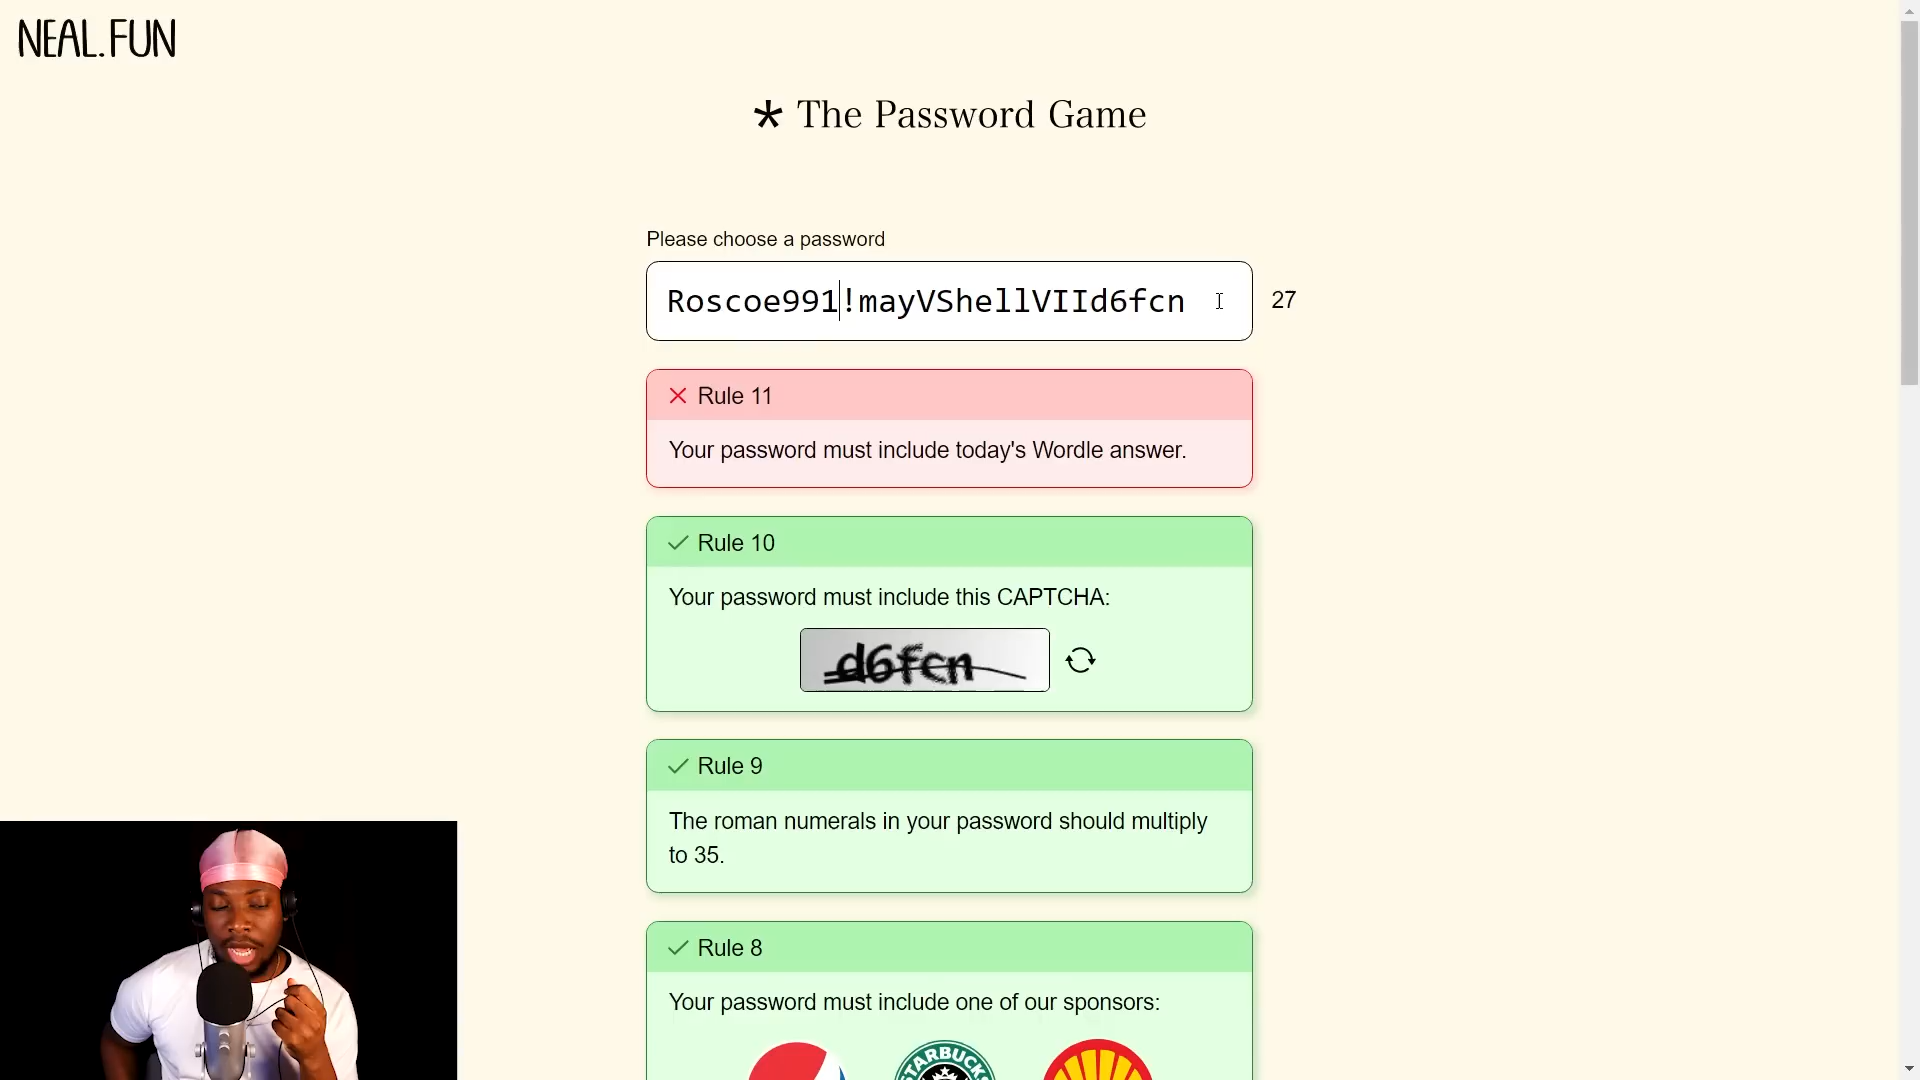 NEAL.FUN
* The Password Game
Please choose a password
Roscoe991!mayVShellVIId6fcn
27
Rule 11
Your password must include today's Wordle answer.
Rule 10
Your password must include this CAPTCHA:
d6fcn
Rule 9
The roman numerals in your password should multiply
to 35.
Rule 8
Your password must include one of our sponsors:
STARBUCKS